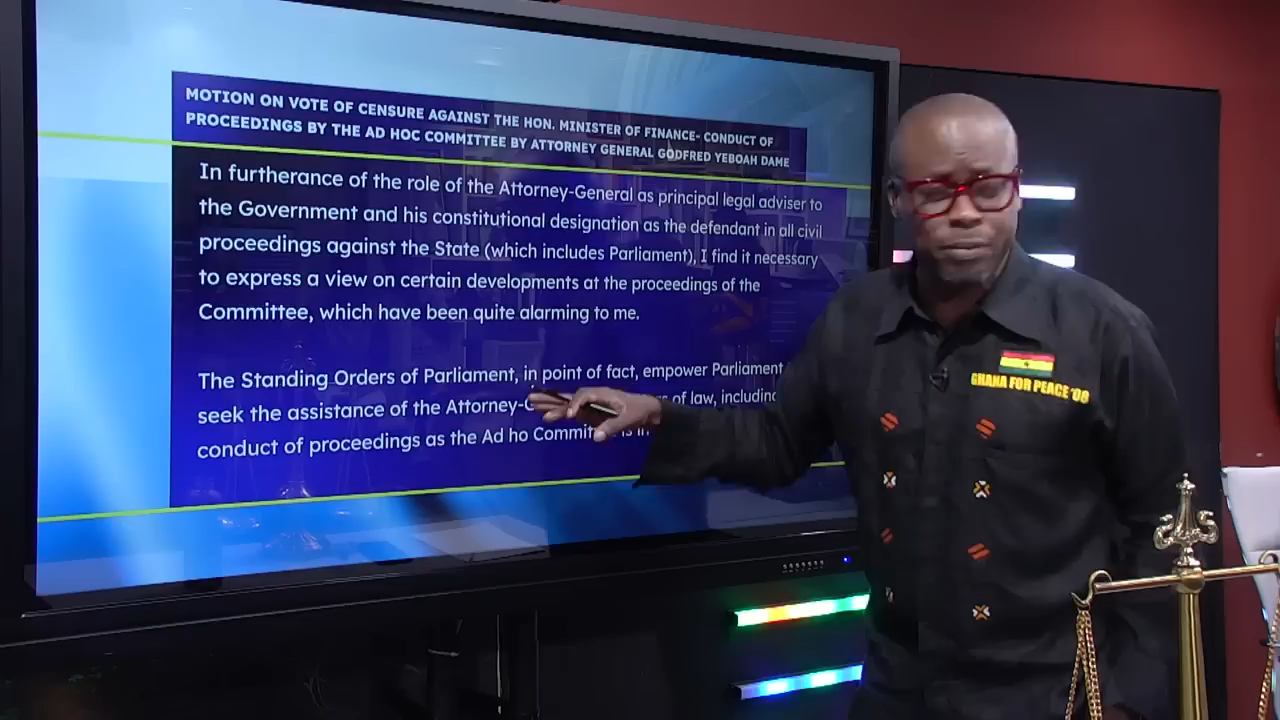 MOTION ON VOTE OF CENSURE AGAINST THE HON. MINISTER OF FINANCE- CONDUCT OF
PROCEEDINGS BY THE AD HOC COMMITTEE BY ATTORNEY GENERAL GODFRED YEBOAH DAME
In furtherance of the role of the Attorney-General as principal legal adviser to
the Government and his constitutional designation as the defendant in all civil
proceedings against the State (which includes Parliament), I find it necessary
to express a view on certain developments at the proceedings of the
Committee, which have been quite alarming to me.
The Standing Orders of Parliament, in point of fact, empower Parliament
seek the assistance of the Attorney- of law,
conduct of proceedings as the Ad ho
GHANA FOR PEACE '08